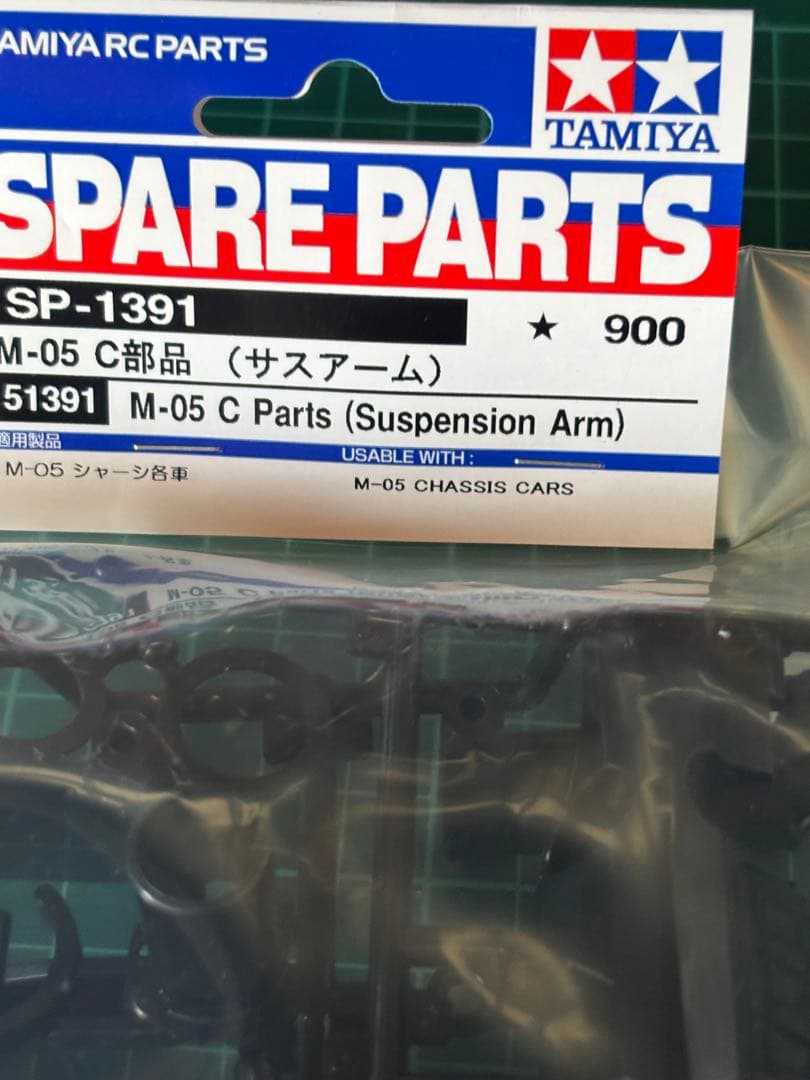 AMIYA RC PARTS
TAMIYA
SPARE PARTS
SP-1391
★ 900
M-05 C部品 (サスアーム)
51391
M-05 C Parts (Suspension Arm)
適用製品
USABLE WITH :
M-05 シャーシ各車
M-05 CHASSIS CARS